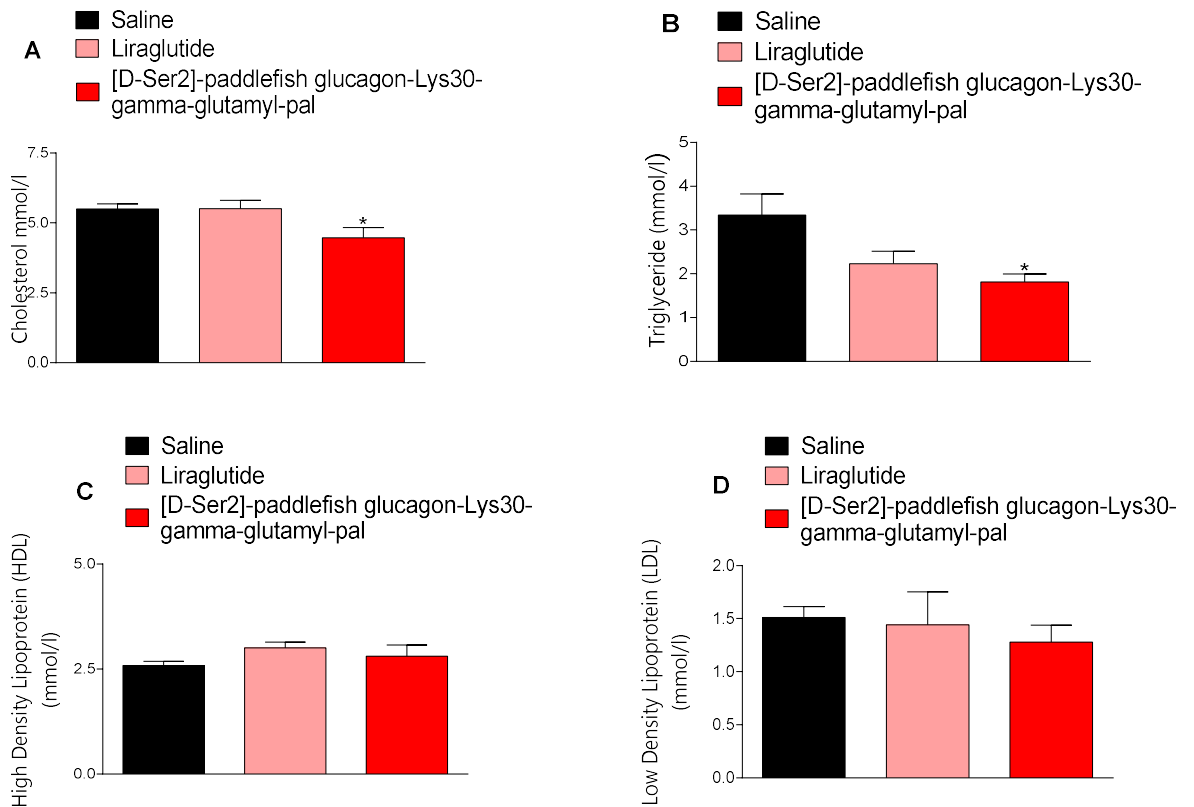 A
Saline
Liraglutide
[D-Ser2]-paddlefish glucagon-Lys30-
gamma-glutamyl-pal
Cholesterol mmol/l
7.5
5.0
2.5
0.0
*
B
Saline
Liraglutide
[D-Ser2]-paddlefish glucagon-Lys30-
gamma-glutamyl-pal
Triglyceride (mmol/l)
5
4
3
2
1
0
*
C
Saline
Liraglutide
[D-Ser2]-paddlefish glucagon-Lys30-
gamma-glutamyl-pal
High Density Lipoprotein (HDL)
(mmol/l)
5.0
2.5
0.0
D
Saline
Liraglutide
[D-Ser2]-paddlefish glucagon-Lys30-
gamma-glutamyl-pal
Low Density Lipoprotein (LDL)
(mmol/l)
2.0
1.5
1.0
0.5
0.0